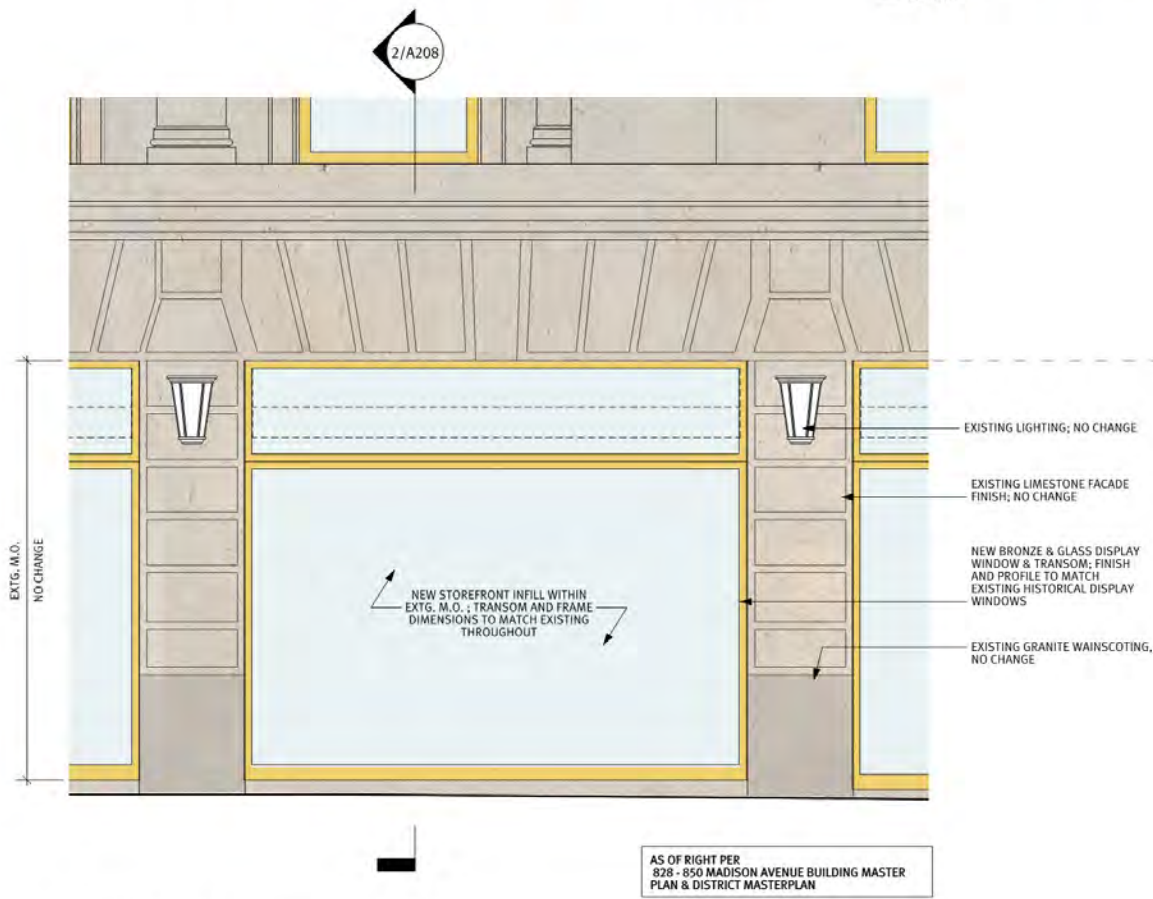 2/A208
EXTG. M.O.
NO CHANGE
EXISTING LIGHTING; NO CHANGE
EXISTING LIMESTONE FACADE
FINISH; NO CHANGE
NEW BRONZE & GLASS DISPLAY
WINDOW & TRANSOM; FINISH
AND PROFILE TO MATCH
EXISTING HISTORICAL DISPLAY
WINDOWS
NEW STOREFRONT INFILL WITHIN
EXTG. M.O. ; TRANSOM AND FRAME
DIMENSIONS TO MATCH EXISTING
THROUGHOUT
EXISTING GRANITE WAINSCOTING,
NO CHANGE
AS OF RIGHT PER
828 - 850 MADISON AVENUE BUILDING MASTER
PLAN & DISTRICT MASTERPLAN